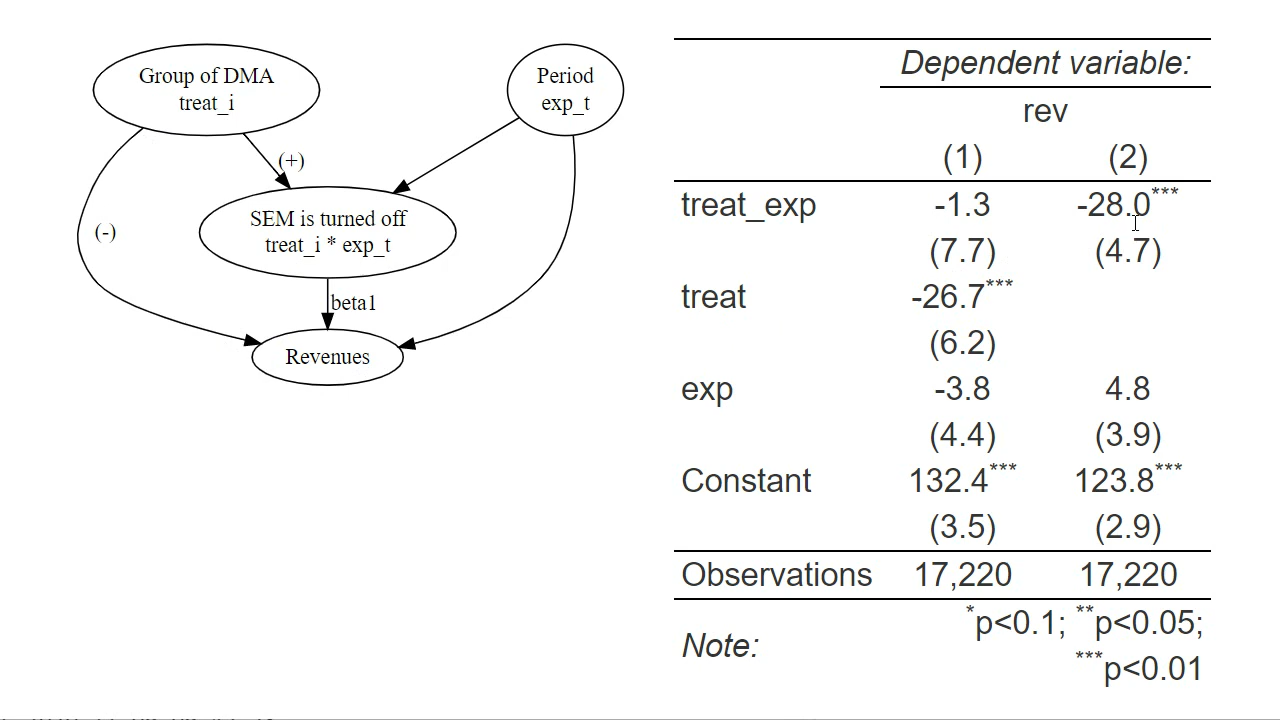 Group of DMA
treat_i
Period
exp_t
(+)
(-)
SEM is turned off
treat_i * exp_t
beta1
Revenues
Dependent variable:
rev
(1) (2)
treat_exp -1.3 -28.0***
(7.7) (4.7)
treat -26.7***
(6.2)
exp -3.8 4.8
(4.4) (3.9)
Constant 132.4*** 123.8***
(3.5) (2.9)
Observations 17,220 17,220
Note: *p<0.1; **p<0.05;
***p<0.01